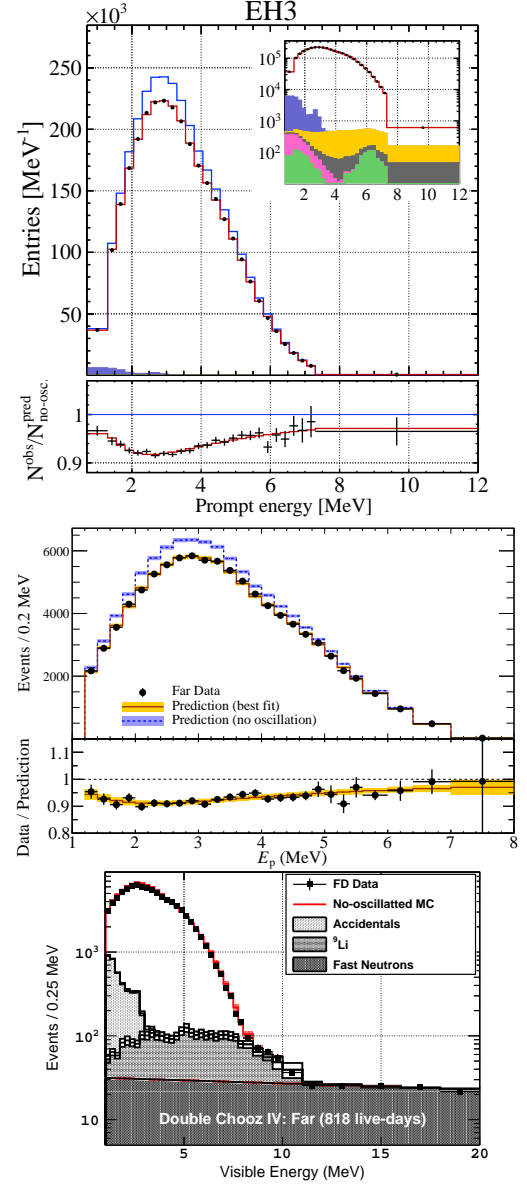 EH3
×10³
250
200
150
100
50
Entries [MeV⁻¹]
10⁵
10⁴
10³
10²
2 4 6 8 10 12
1
0.9
N^obs/N^pred_no-osc.
2 4 6 8 10 12
Prompt energy [MeV]
6000
4000
2000
Events / 0.2 MeV
Far Data
Prediction (best fit)
Prediction (no oscillation)
1.1
1
0.9
0.8
0.8
Data / Prediction
1 2 3 4 5 6 7 8
E_p (MeV)
10³
10²
10
Events / 0.25 MeV
FD Data
No-oscillatted MC
Accidentals
⁹Li
Fast Neutrons
Double Chooz IV: Far (818 live-days)
5 10 15 20
Visible Energy (MeV)